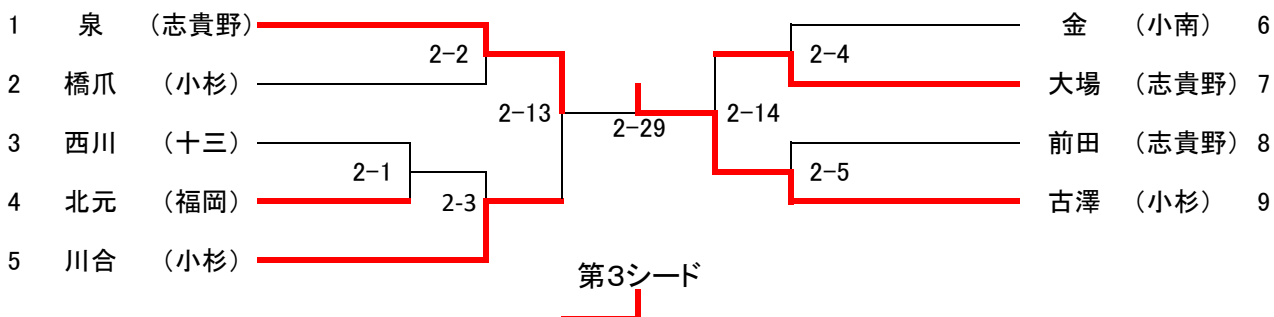 1 泉 （志貴野）
2-2
2 橋爪 （小杉）
2-13
3 西川 （十三）
2-1
4 北元 （福岡）
2-3
5 川合 （小杉）
2-29
金 （小南） 6
2-4
大場 （志貴野） 7
2-14
前田 （志貴野） 8
2-5
古澤 （小杉） 9
第3シード